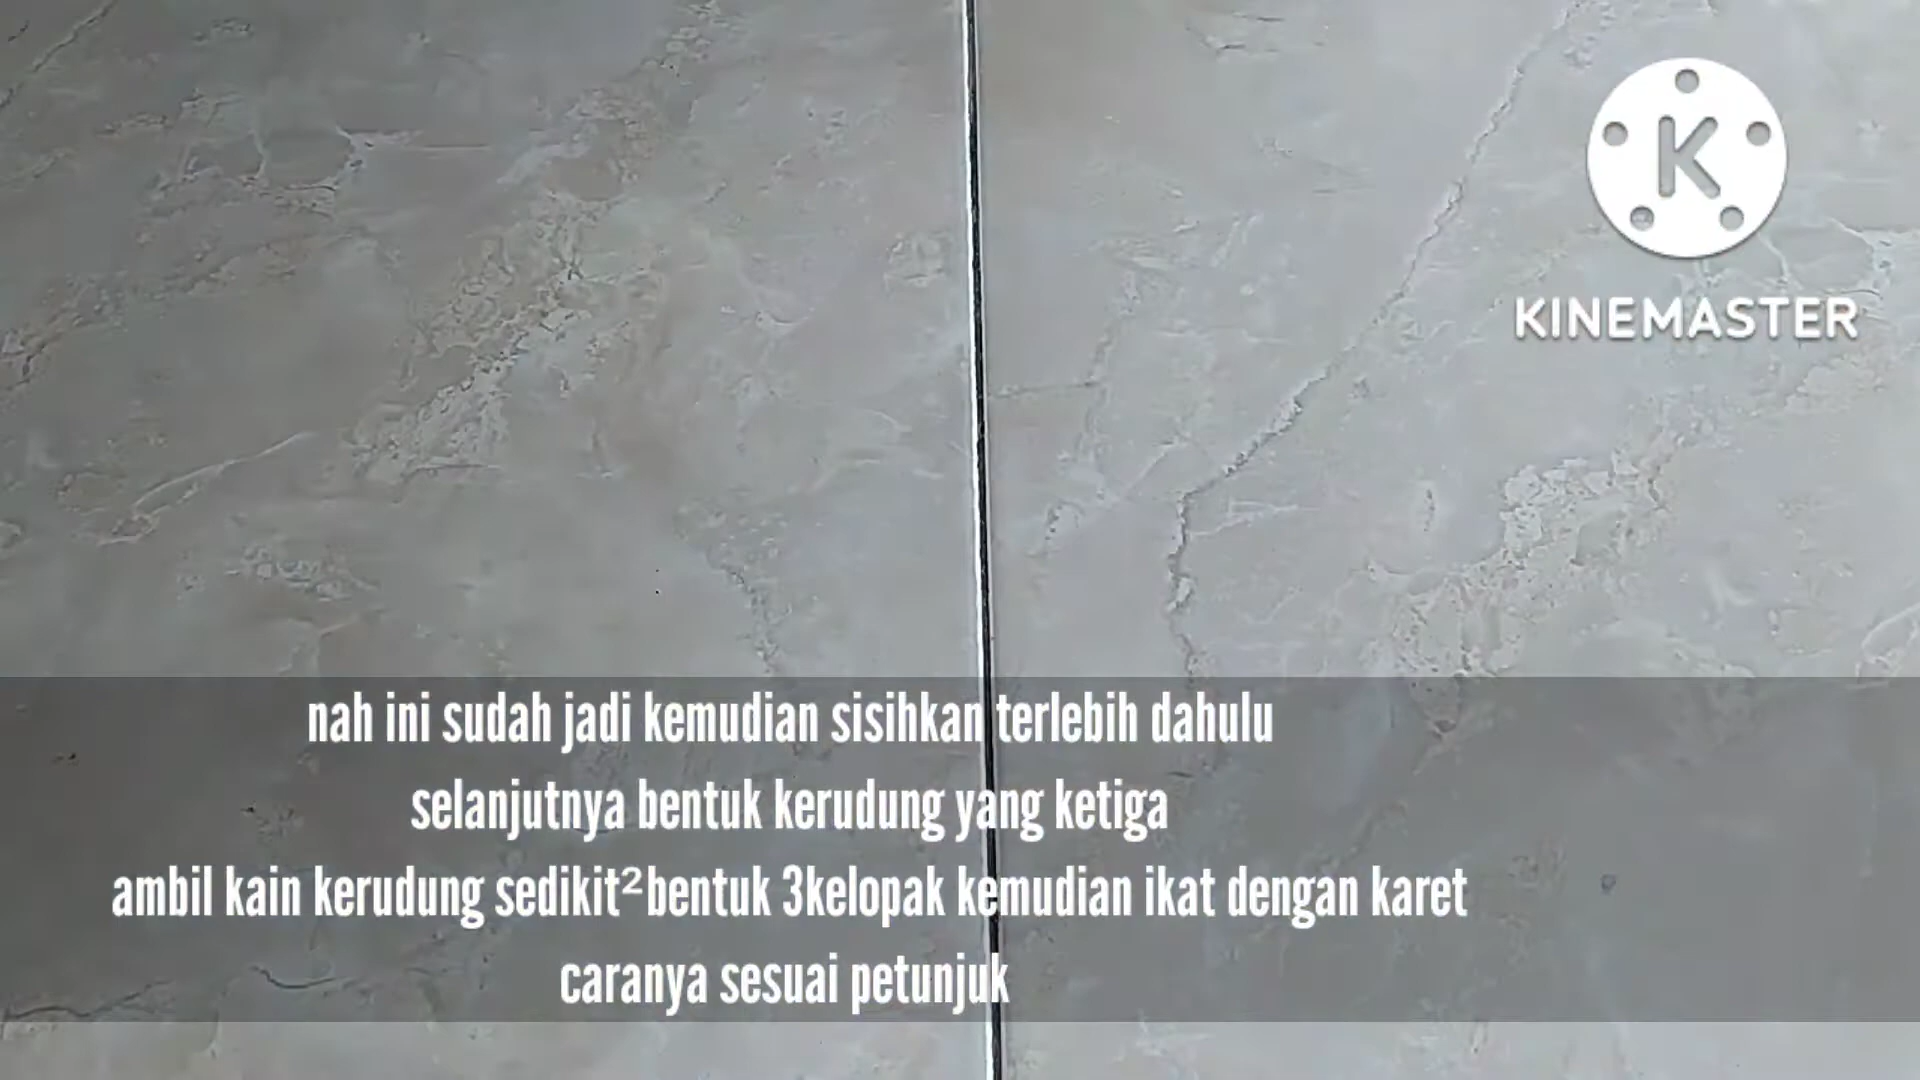 K
KINEMASTER
nah ini sudah jadi kemudian sisihkan terlebih dahulu
selanjutnya bentuk kerudung yang ketiga
ambil kain kerudung sedikit²bentuk 3kelopak kemudian ikat dengan karet
caranya sesuai petunjuk